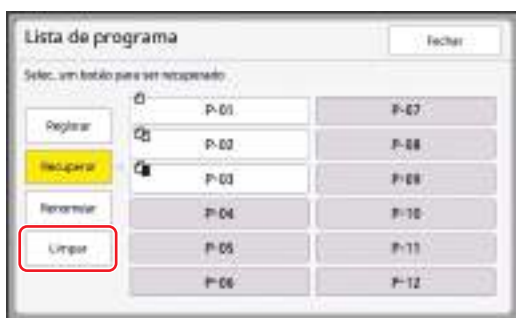 Lista de programa
Fechar
Selec. um botão para ser recuperado
Registrar
Recuperar
Renomear
Limpar
P-01
P-02
P-03
P-04
P-05
P-06
P-07
P-08
P-09
P-10
P-11
P-12